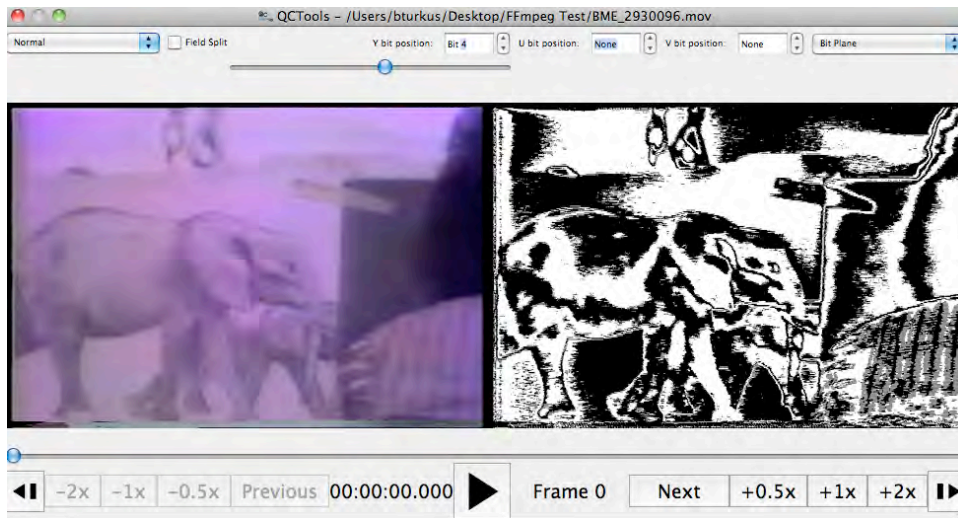 QCTools - /Users/bturkus/Desktop/FFmpeg Test/BME_2930096.mov
Normal Field Split Y bit position: Bit 4 U bit position: None V bit position: None Bit Plane
-2x -1x -0.5x Previous 00:00:00.000 Frame 0 Next +0.5x +1x +2x